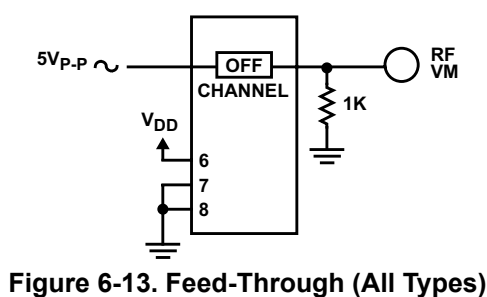 5VP-P
OFF
CHANNEL
RF
VM
1K
VDD
6
7
8
Figure 6-13. Feed-Through (All Types)